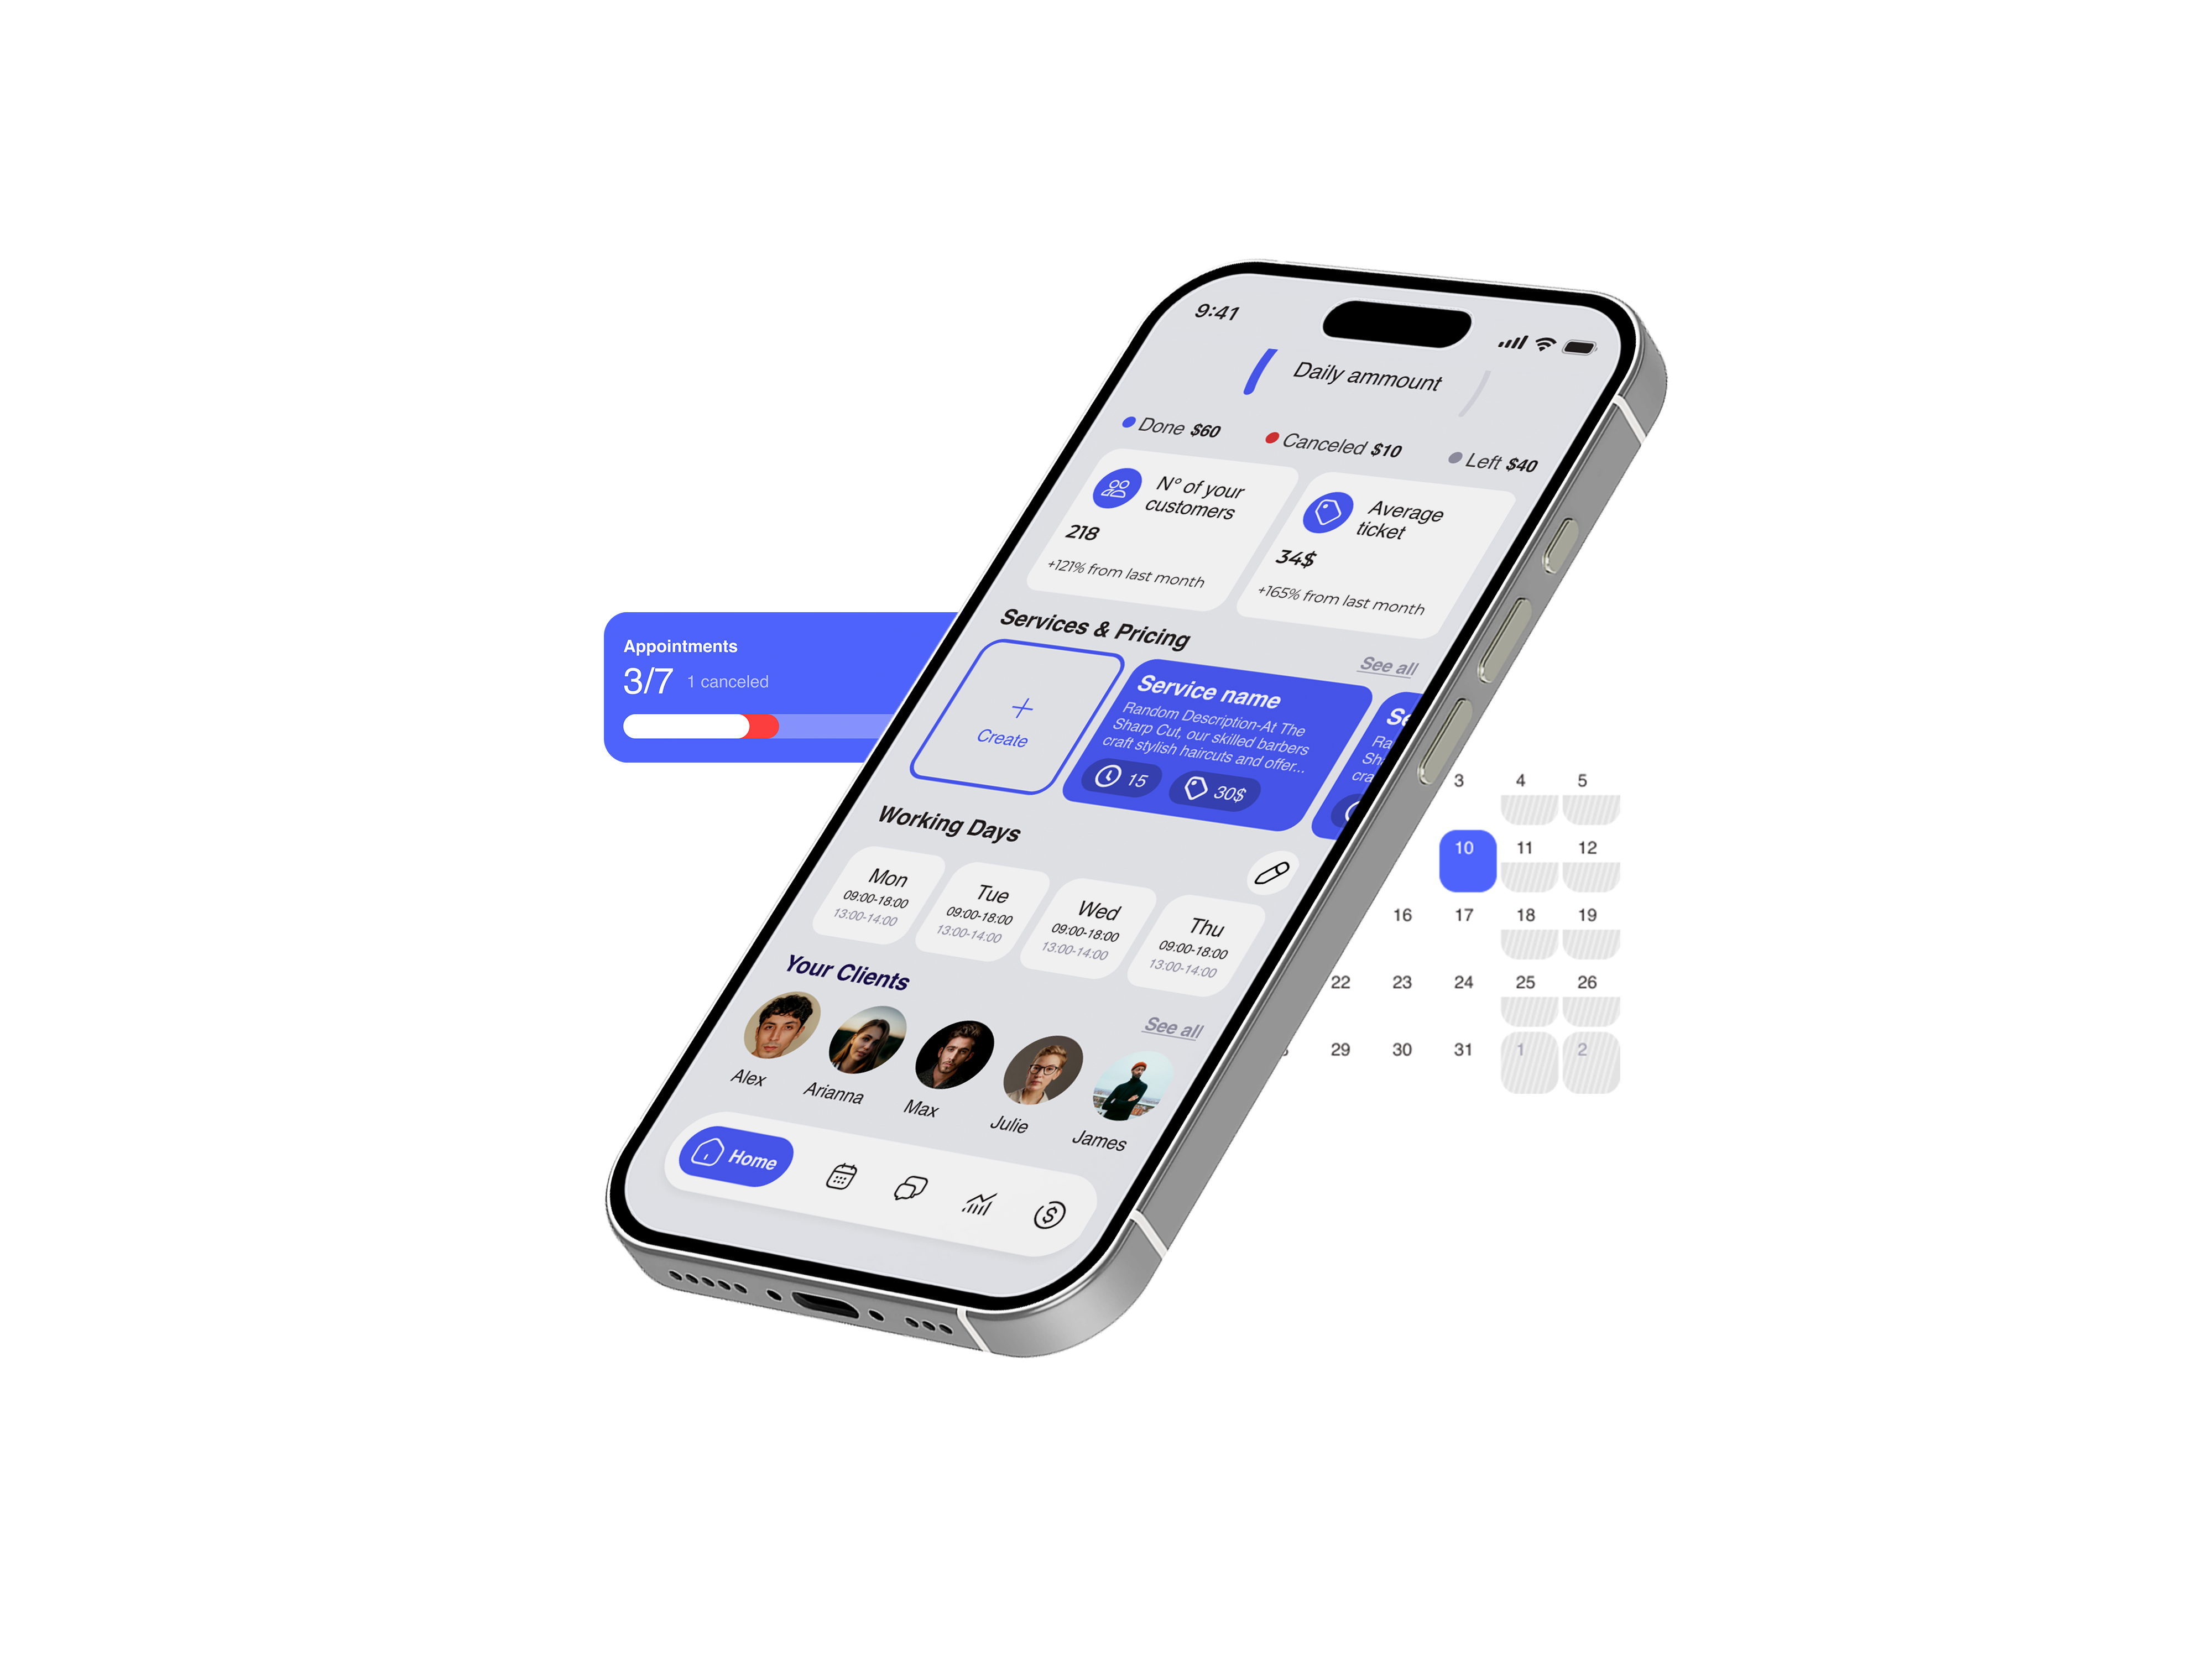 9:41
Daily ammount
Done $60
Canceled $10
Left $40
N° of your
customers
218
+121% from last month
Average
ticket
34$
+165% from last month
Services & Pricing
See all
+
Create
Service name
Random Description-At The
Sharp Cut, our skilled barbers
craft stylish haircuts and offer...
15
30$
Se
Ra
Sh
cra
Working Days
Mon
09:00-18:00
13:00-14:00
Tue
09:00-18:00
13:00-14:00
Wed
09:00-18:00
13:00-14:00
Thu
09:00-18:00
13:00-14:00
Your Clients
See all
Alex
Arianna
Max
Julie
James
Home
Appointments
3/7 1 canceled
3 4 5
10 11 12
16 17 18 19
22 23 24 25 26
29 30 31 1 2